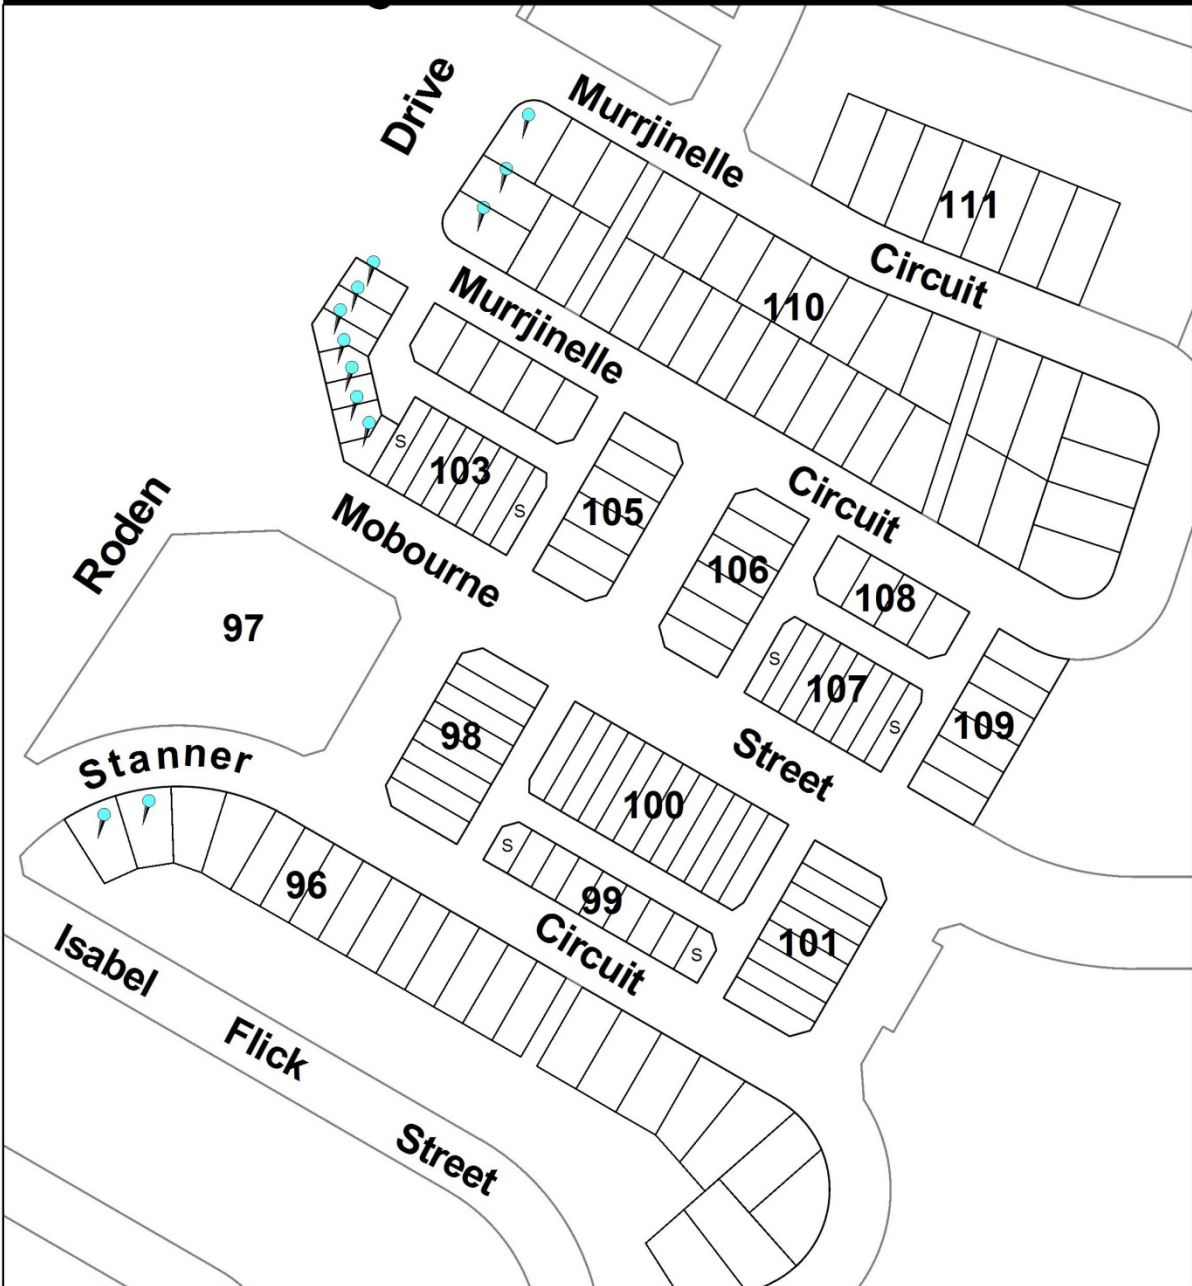 Drive
Murrjinelle
111
Circuit
110
Murrjinelle
S
103
S
105
Circuit
106
108
Roden
Mobourne
97
S
107
S
109
98
Street
Stanner
100
S
99
S
96
Circuit
101
Isabel
Flick
Street